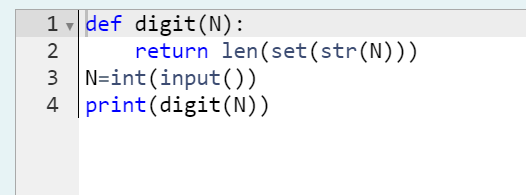 1 def digit(N):
2     return len(set(str(N)))
3 N=int(input())
4 print(digit(N))